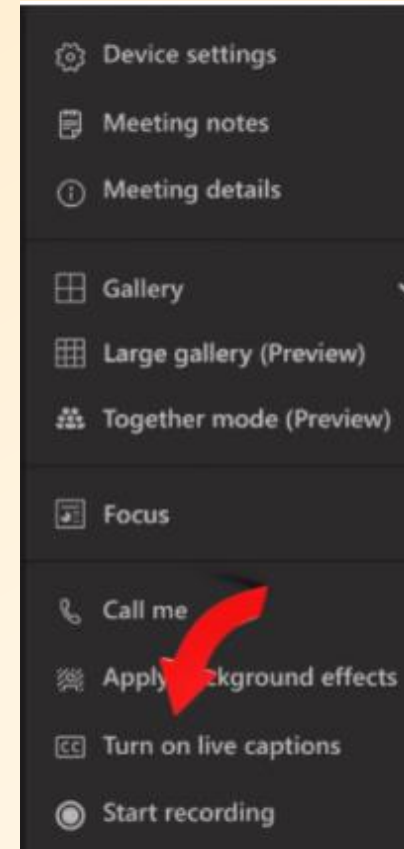 Device settings
Meeting notes
Meeting details
Gallery
Large gallery (Preview)
Together mode (Preview)
Focus
Call me
Apply effects
CC Turn on live captions
Start recording